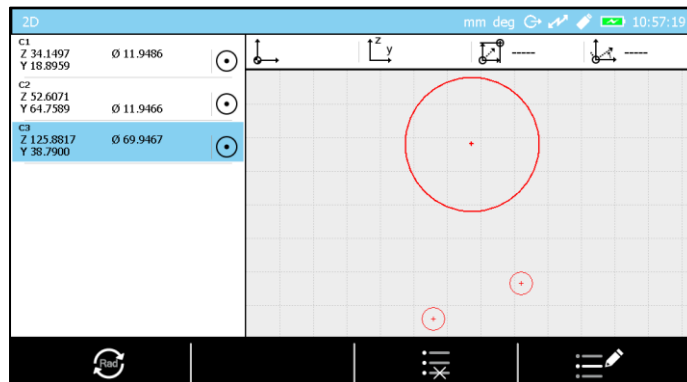 2D
mm deg 10:57:19
C1
Z 34.1497 Ø 11.9486
Y 18.8959
C2
Z 52.6071
Y 64.7589 Ø 11.9466
C3
Z 125.8817 Ø 69.9467
Y 38.7900
z
y
-----
-----
Rad